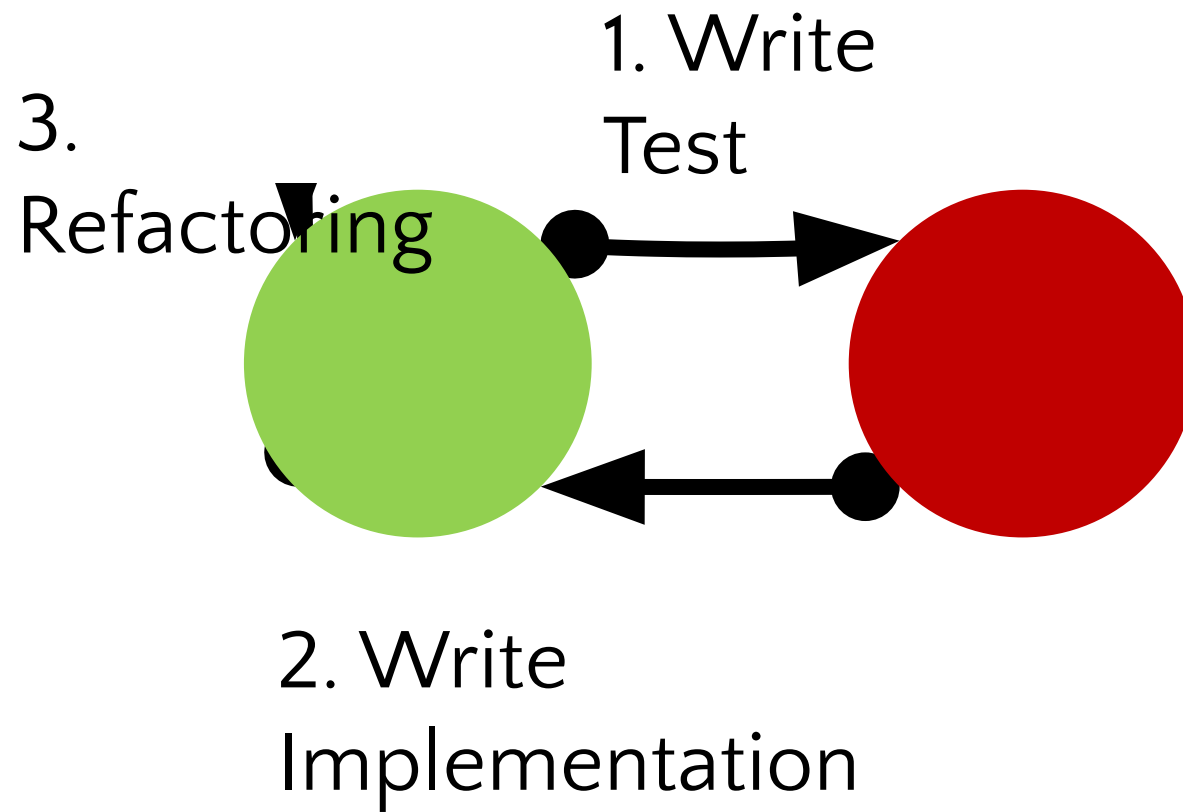 1. Write
Test
3.
Refactoring
2. Write
Implementation